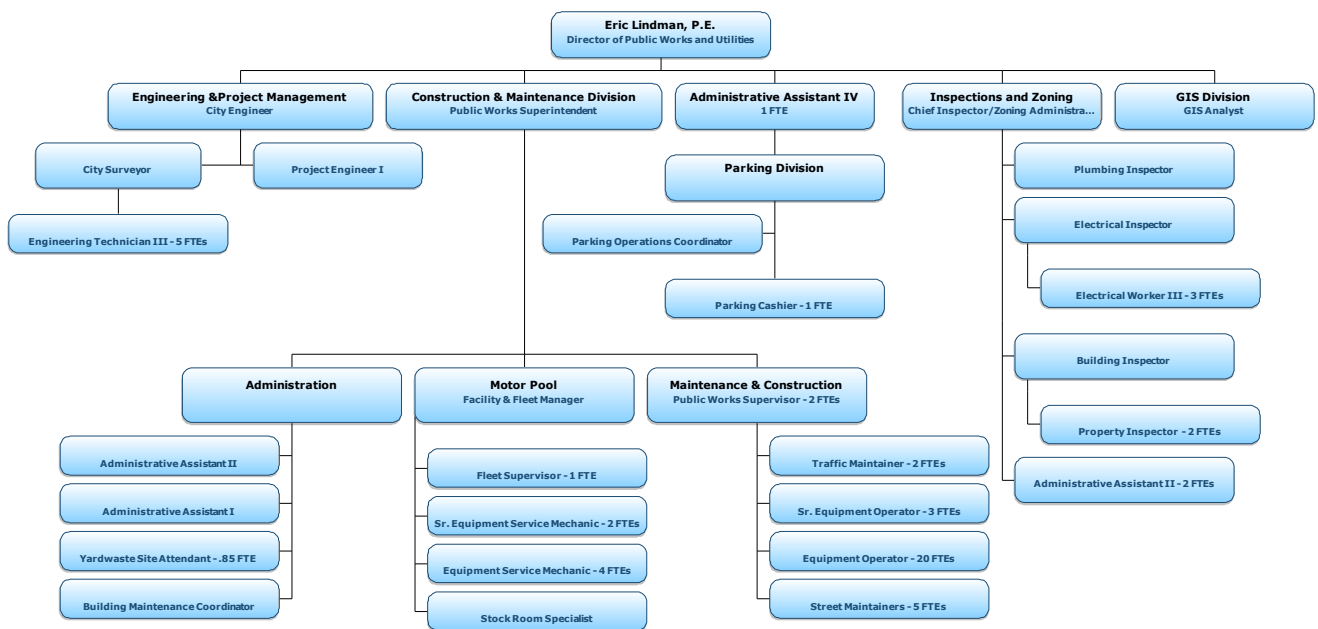 Eric Lindman, P.E.
Director of Public Works and Utilities
Engineering &Project Management
City Engineer
Construction & Maintenance Division
Public Works Superintendent
Administrative Assistant IV
1 FTE
Inspections and Zoning
Chief Inspector/Zoning Administra...
GIS Division
GIS Analyst
City Surveyor
Project Engineer I
Engineering Technician III - 5 FTEs
Parking Division
Parking Operations Coordinator
Parking Cashier - 1 FTE
Plumbing Inspector
Electrical Inspector
Electrical Worker III - 3 FTEs
Building Inspector
Property Inspector - 2 FTEs
Administrative Assistant II - 2 FTEs
Administration
Administrative Assistant II
Administrative Assistant I
Yardwaste Site Attendant - .85 FTE
Building Maintenance Coordinator
Motor Pool
Facility & Fleet Manager
Fleet Supervisor - 1 FTE
Sr. Equipment Service Mechanic - 2 FTEs
Equipment Service Mechanic - 4 FTEs
Stock Room Specialist
Maintenance & Construction
Public Works Supervisor - 2 FTEs
Traffic Maintainer - 2 FTEs
Sr. Equipment Operator - 3 FTEs
Equipment Operator - 20 FTEs
Street Maintainers - 5 FTEs